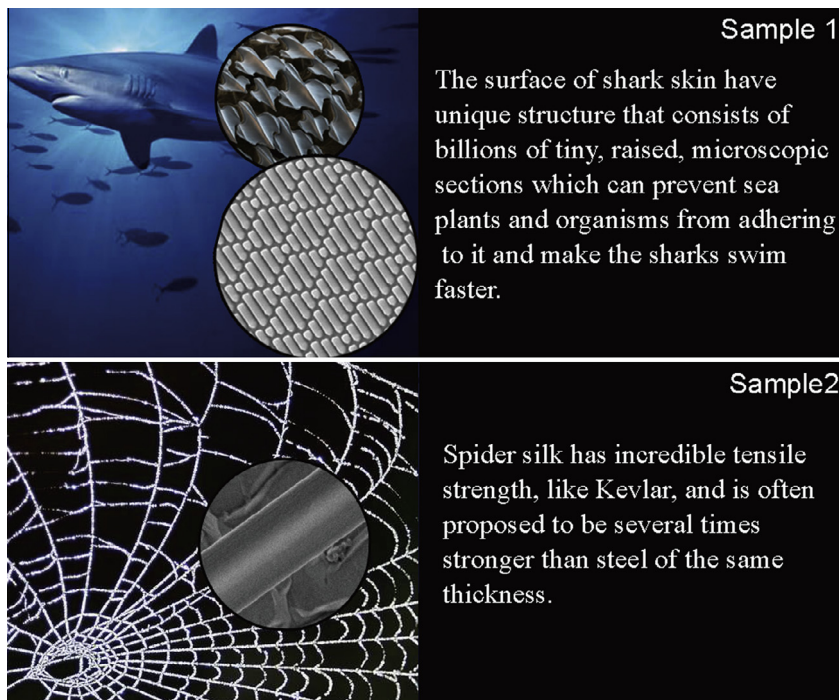 Sample 1
The surface of shark skin have
unique structure that consists of
billions of tiny, raised, microscopic
sections which can prevent sea
plants and organisms from adhering
to it and make the sharks swim
faster.
Sample2
Spider silk has incredible tensile
strength, like Kevlar, and is often
proposed to be several times
stronger than steel of the same
thickness.